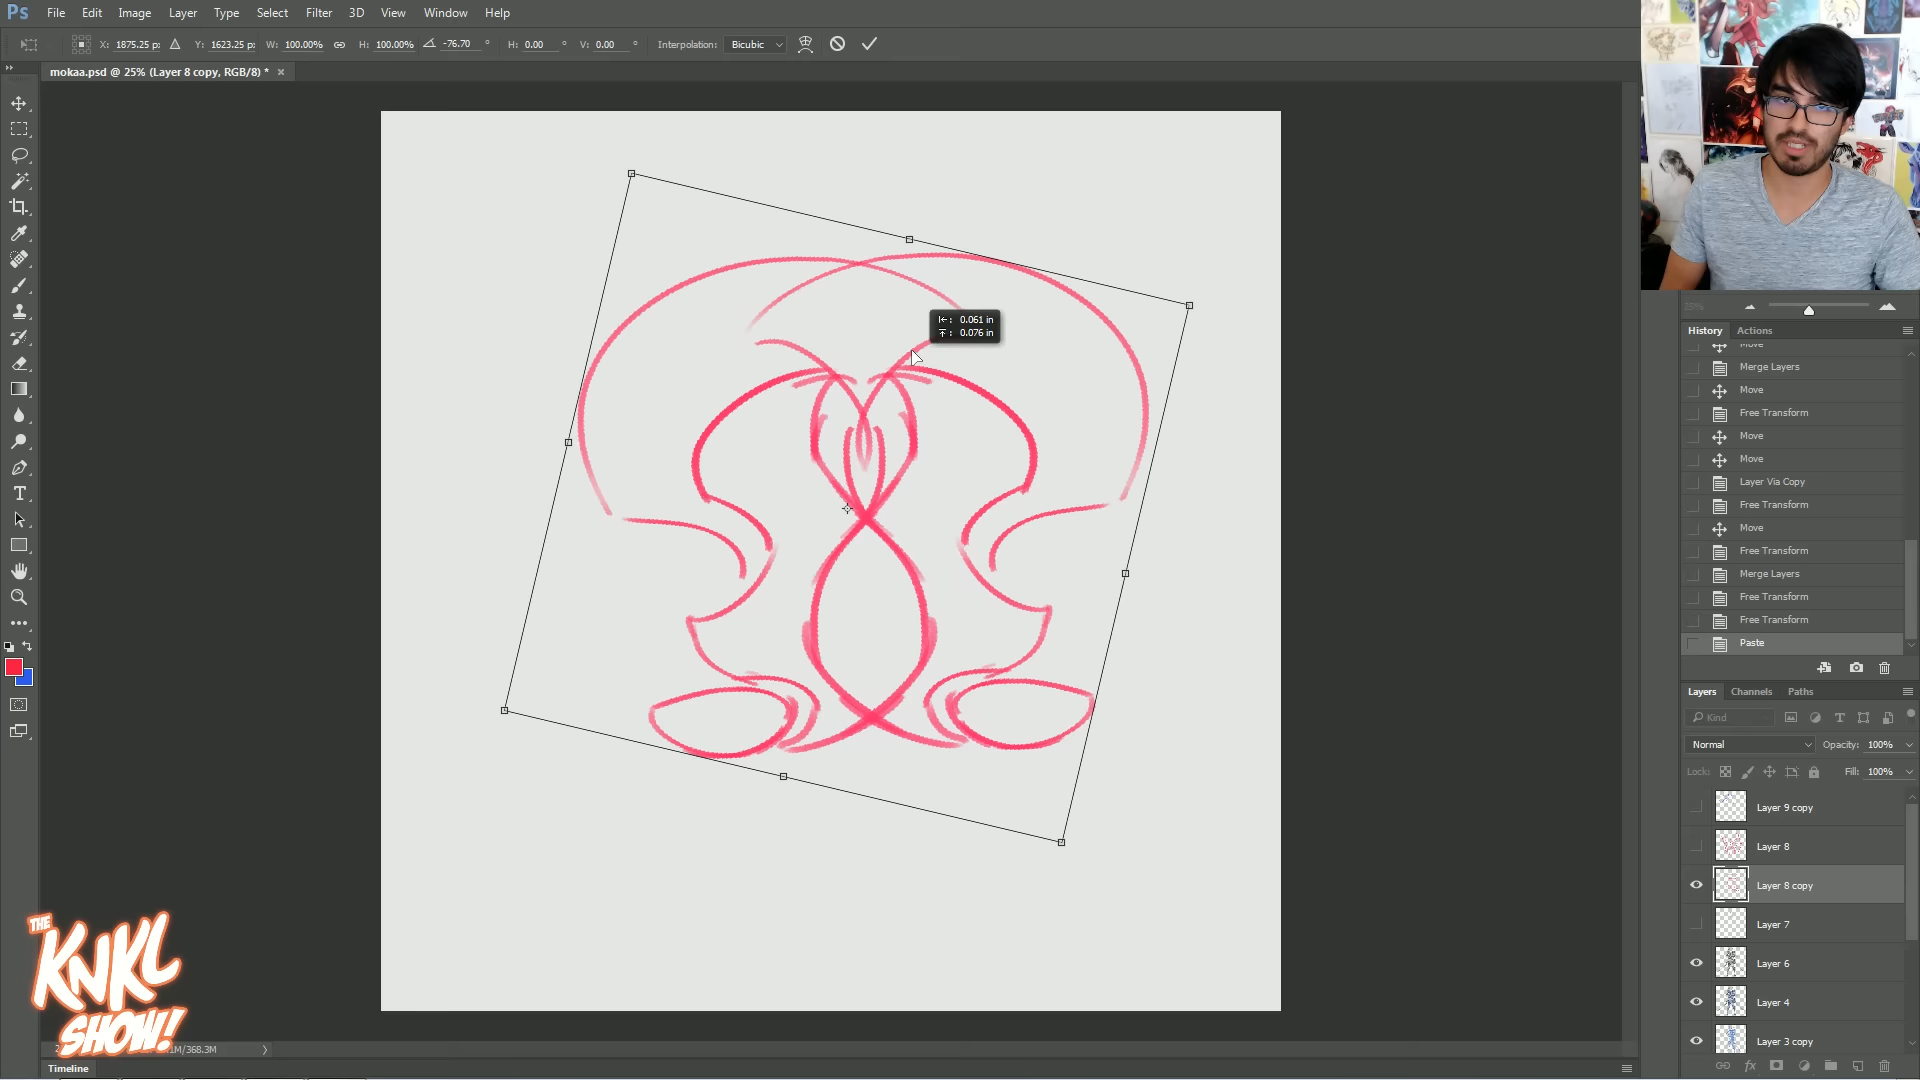 Ps File Edit Image Layer Type Select Filter 3D View Window Help
X: 1875.25 p: Y: 1623.25 p: W: 100.00% H: 100.00% -76.70 ° H: 0.00 ° V: 0.00 ° Interpolation: Bicubic
mokaa.psd @ 25% (Layer 8 copy, RGB/8) * ×
0.061 in
0.076 in
25%
History Actions
Move
Merge Layers
Move
Free Transform
Move
Move
Layer Via Copy
Free Transform
Move
Free Transform
Merge Layers
Free Transform
Free Transform
Paste
Layers Channels Paths
Kind
Normal Opacity: 100%
Lock: Fill: 100%
Layer 9 copy
Layer 8
Layer 8 copy
Layer 7
Layer 6
Layer 4
Layer 3 copy
THE
KNKL
SHOW!
1M/368.3M
Timeline